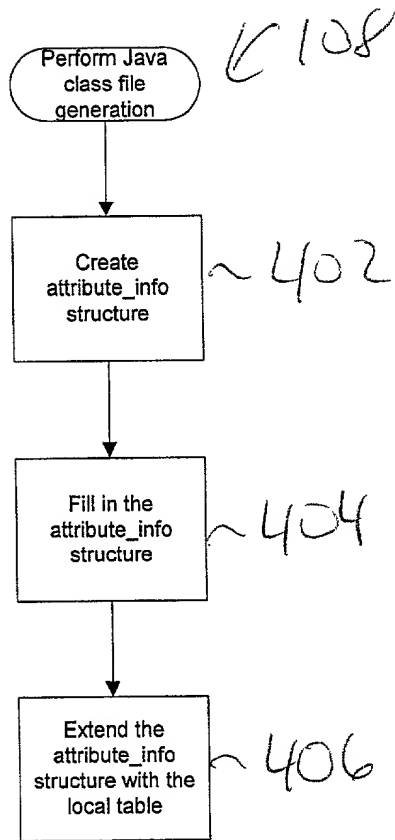 Perform Java
class file
generation
108
Create
attribute_info
structure
402
Fill in the
attribute_info
structure
404
Extend the
attribute_info
structure with the
local table
406